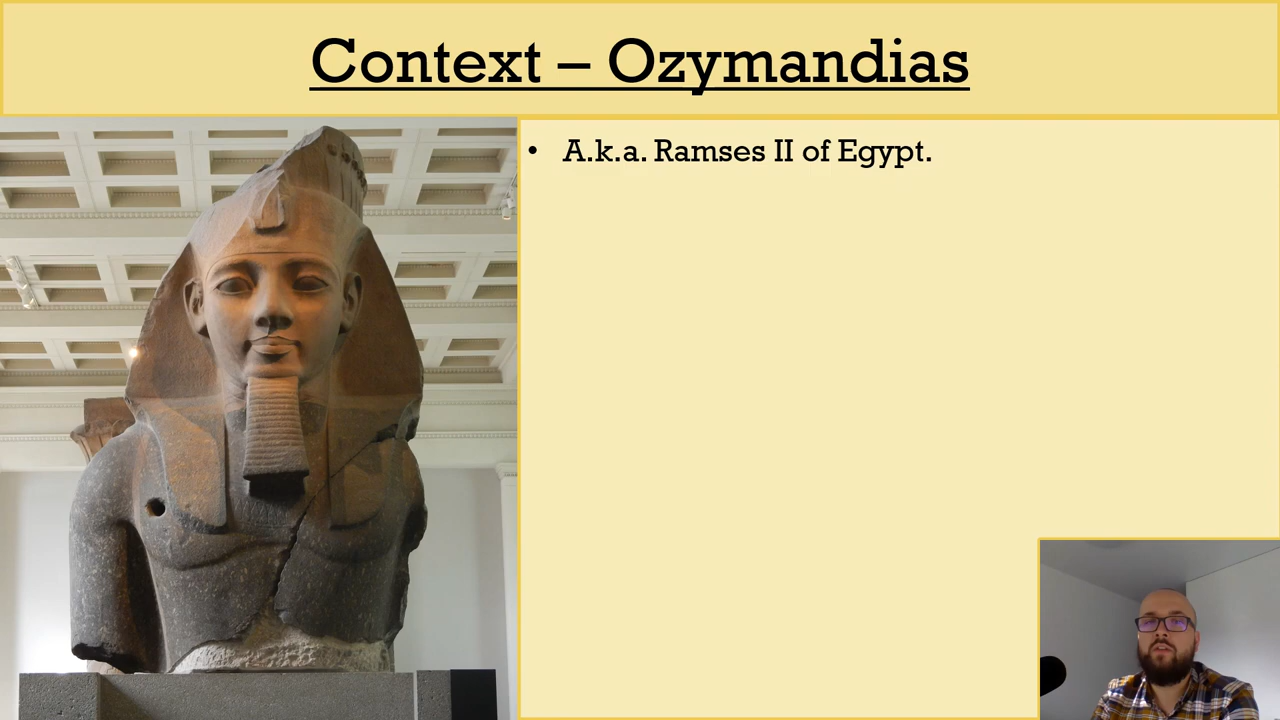 Context – Ozymandias
• A.k.a. Ramses II of Egypt.